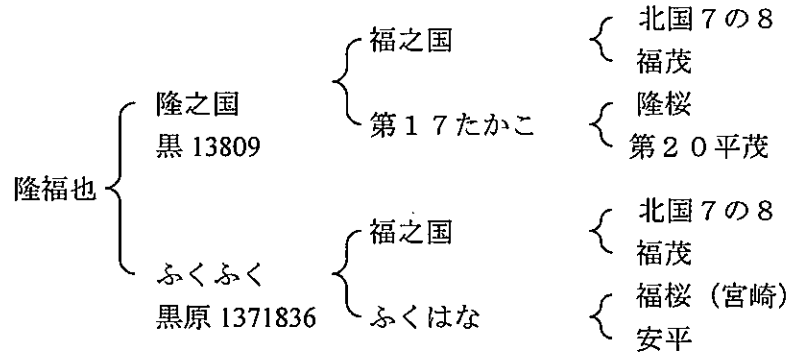 北国７の８
福之国
福茂
隆之国
隆桜
第１７たかこ
黒 13809
第２０平茂
隆福也
北国７の８
福之国
福茂
ふくふく
福桜（宮崎）
黒原 1371836
ふくはな
安平